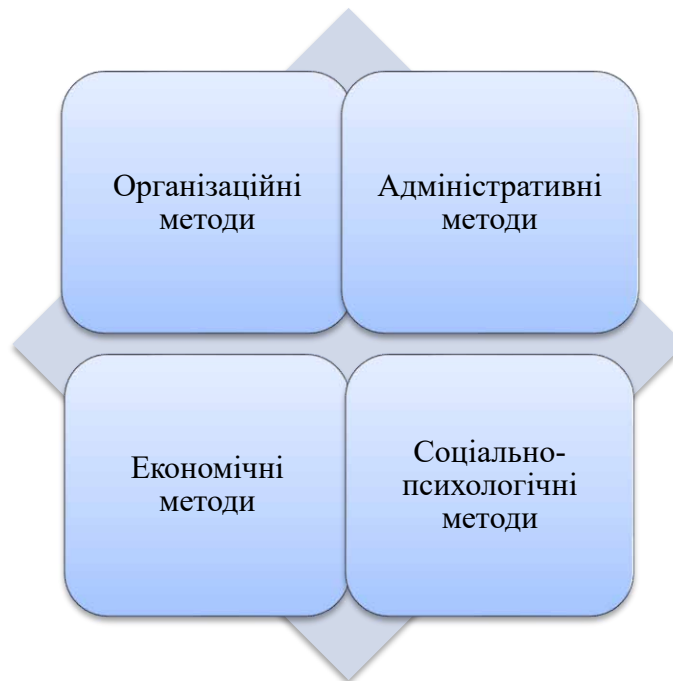 Організаційні
методи
Адміністративні
методи
Економічні
методи
Соціально-
психологічні
методи